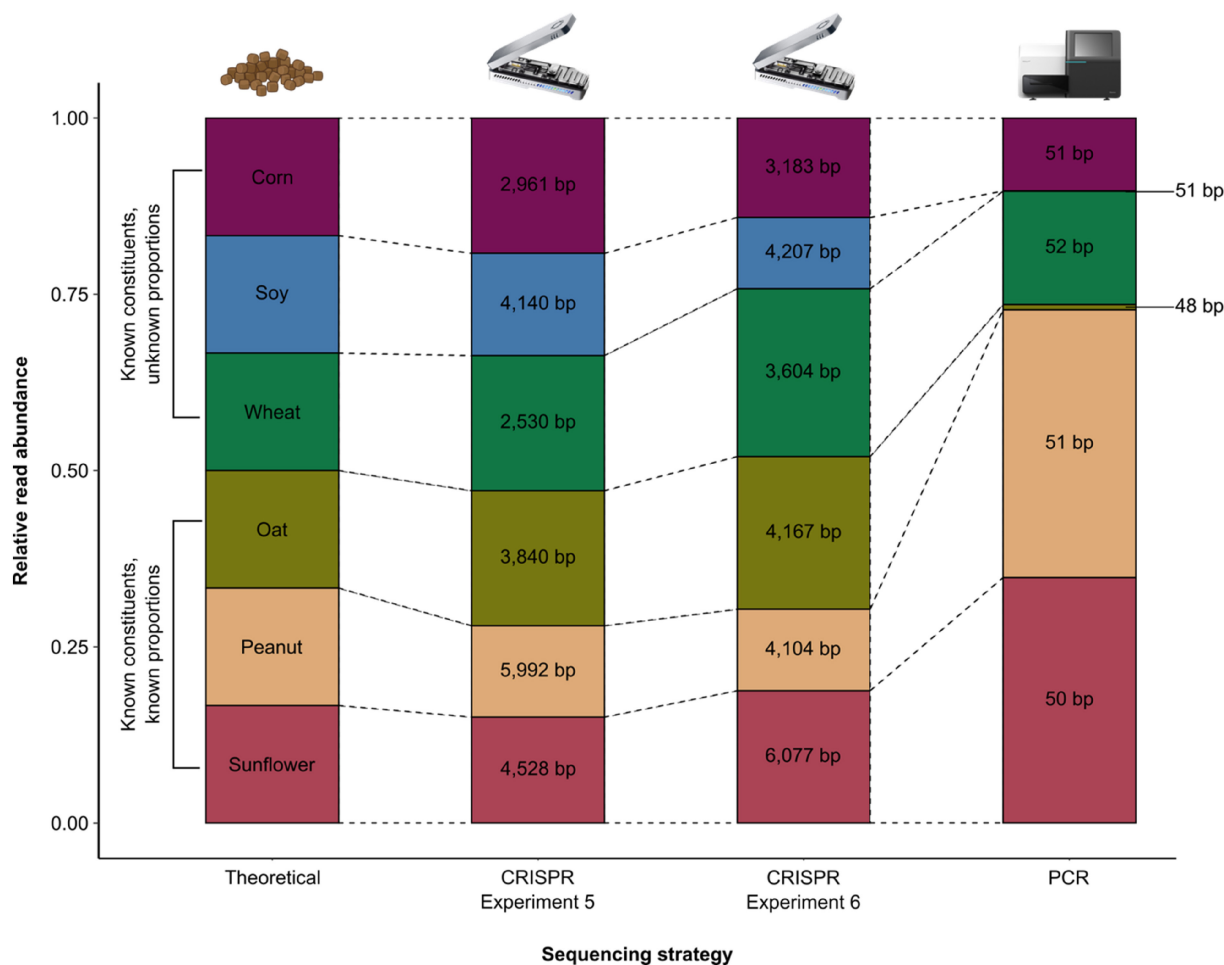 1.00
0.75
0.50
0.25
0.00
Relative read abundance
Known constituents,
unknown proportions
Known constituents,
known proportions
Corn
Soy
Wheat
Oat
Peanut
Sunflower
2,961 bp
4,140 bp
2,530 bp
3,840 bp
5,992 bp
4,528 bp
3,183 bp
4,207 bp
3,604 bp
4,167 bp
4,104 bp
6,077 bp
51 bp
51 bp
52 bp
48 bp
51 bp
50 bp
Theoretical
CRISPR
Experiment 5
CRISPR
Experiment 6
PCR
Sequencing strategy